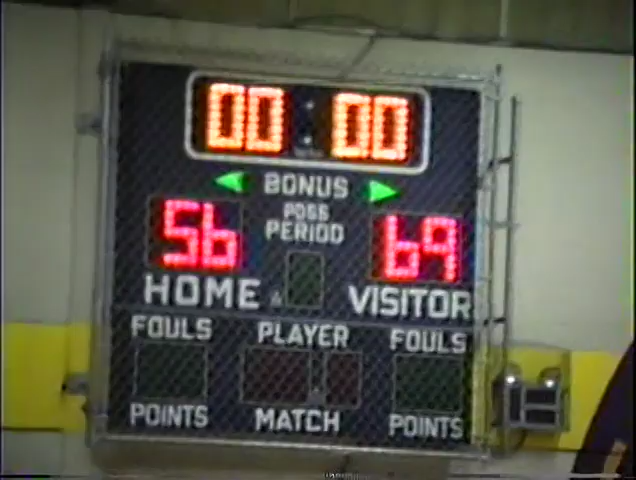 00:00
BONUS
POSS
56 PERIOD 69
HOME VISITOR
FOULS PLAYER FOULS
POINTS MATCH POINTS